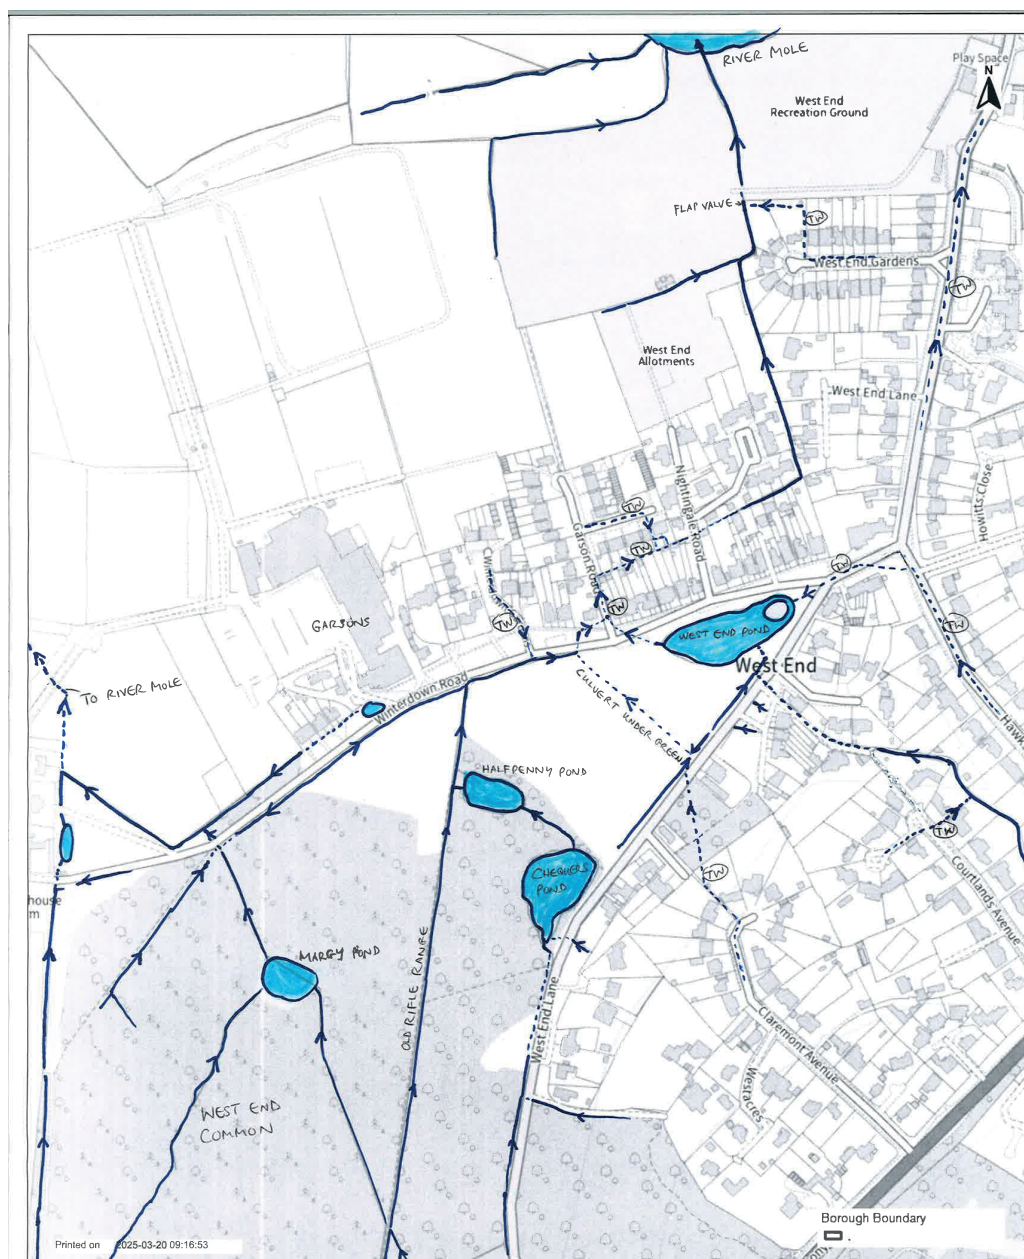 RIVER MOLE
Play Space
N
West End
Recreation Ground
FLAP VALVE
TW
West End Gardens
TW
West End
Allotments
West End Lane
Howitts Close
Nightingale Road
TW
Garson Road
TW
TW
TW
TW
TW
GARSONS
WEST END POND
West End
TO RIVER MOLE
Winterdown Road
CULVERT UNDER GREEN
Hawk
HALFPENNY POND
TW
CHEQUERS
POND
TW
Courtlands Avenue
house
rm
MARGY POND
OLD RIFLE RANGE
West End Lane
Claremont Avenue
Westacres
WEST END
COMMON
Borough Boundary
Printed on 2025-03-20 09:16:53